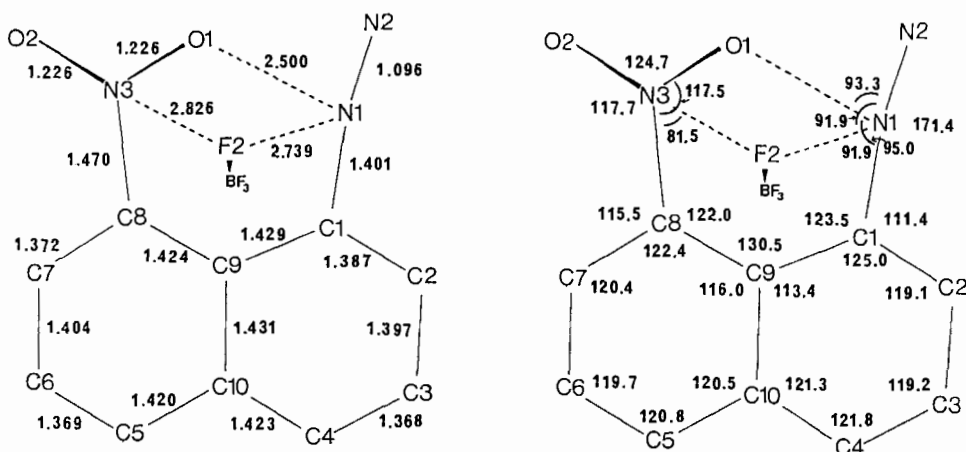 O2 1.226 O1 N2
1.226 2.500 1.096
N3 2.826 N1
F2 2.739
BF₃
1.470 1.401
C8 C1
1.372 1.424 1.429 1.387
C7 C9 C2
1.404 1.431 1.397
C6 C10 C3
1.369 1.420 1.423 1.368
C5 C4
O2 O1 N2
124.7 93.3
N3 117.5 91.9 N1 171.4
117.7 81.5 F2 91.9 95.0
BF₃
115.5 122.0 123.5 111.4
C8 C1
122.4 130.5 125.0
C7 120.4 C9 119.1 C2
116.0 113.4
C6 119.7 120.5 C10 121.3 119.2 C3
120.8 121.8
C5 C4